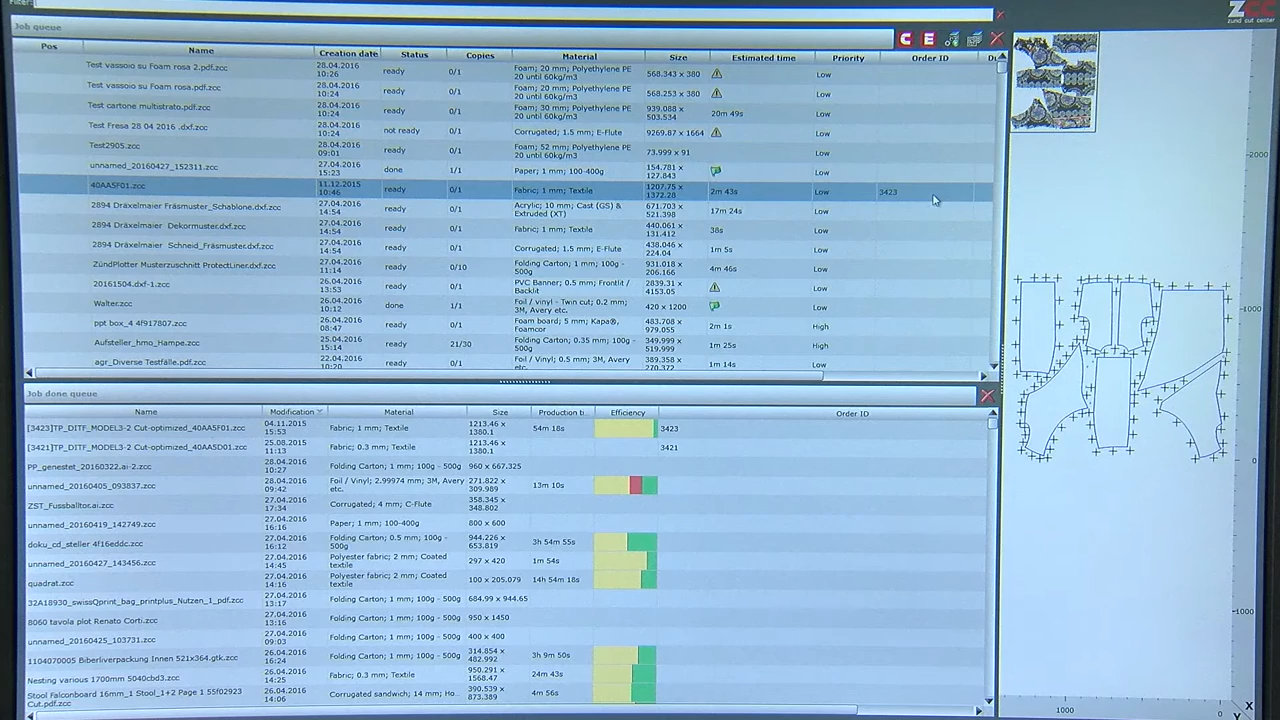 Filter:
Job queue
ZCC
zund cut center
C E
Pos Name Creation date Status Copies Material Size Estimated time Priority Order ID
Test vassoio su Foam rosa 2.pdf.zcc 28.04.2016 10:26 ready 0/1 Foam; 20 mm; Polyethylene PE 20 until 60kg/m3 568.343 x 380 Low
Test vassoio su Foam rosa.pdf.zcc 28.04.2016 10:24 ready 0/1 Foam; 20 mm; Polyethylene PE 20 until 60kg/m3 568.253 x 380 Low
Test cartone multistrato.pdf.zcc 28.04.2016 10:24 ready 0/1 Foam; 30 mm; Polyethylene PE 20 until 60kg/m3 939.088 x 503.534 20m 49s Low
Test Fresa 28 04 2016 .dxf.zcc 28.04.2016 10:24 not ready 0/1 Corrugated; 1.5 mm; E-Flute 9269.87 x 1664 Low
Test2905.zcc 28.04.2016 09:01 ready 0/1 Foam; 52 mm; Polyethylene PE 20 until 60kg/m3 73.999 x 91 Low
unnamed_20160427_152311.zcc 27.04.2016 15:23 done 1/1 Paper; 1 mm; 100-400g 154.781 x 127.843 Low
40AA5F01.zcc 11.12.2015 10:46 ready 0/1 Fabric; 1 mm; Textile 1207.75 x 1372.28 2m 43s Low 3423
2894 Dräxelmaier Fräsmuster_Schablone.dxf.zcc 27.04.2016 14:54 ready 0/1 Acrylic; 10 mm; Cast (GS) & Extruded (XT) 671.703 x 521.398 17m 24s Low
2894 Dräxelmaier Dekormuster.dxf.zcc 27.04.2016 14:54 ready 0/1 Fabric; 1 mm; Textile 440.061 x 131.412 38s Low
2894 Dräxelmaier Schneid_Fräsmuster.dxf.zcc 27.04.2016 14:54 ready 0/1 Corrugated; 1.5 mm; E-Flute 438.046 x 224.04 1m 5s Low
ZündPlotter Musterzuschnitt ProtectLiner.dxf.zcc 27.04.2016 11:14 ready 0/10 Folding Carton; 1 mm; 100g - 500g 931.018 x 206.166 4m 46s Low
20161504.dxf-1.zcc 26.04.2016 13:53 ready 0/1 PVC Banner; 0.5 mm; Frontlit / Backlit 2839.31 x 4153.05 Low
Walter.zcc 26.04.2016 10:12 done 1/1 Foil / vinyl - Twin cut; 0.2 mm; 3M, Avery etc. 420 x 1200 Low
ppt box_4 4f917807.zcc 26.04.2016 08:47 ready 0/1 Foam board; 5 mm; Kapa®, Foamcor 483.708 x 979.055 2m 1s High
Aufsteller_hmo_Hampe.zcc 25.04.2016 15:14 ready 21/30 Folding Carton; 0.35 mm; 100g - 500g 349.999 x 519.999 1m 25s High
agr_Diverse Testfälle.pdf.zcc 22.04.2016 10:20 ready 0/1 Foil / Vinyl; 0.5 mm; 3M, Avery etc. 389.358 x 270.372 1m 14s Low
Job done queue
Name Modification Material Size Production ti Efficiency Order ID
[3423]TP_DITF_MODEL3-2 Cut-optimized_40AA5F01.zcc 04.11.2015 15:53 Fabric; 1 mm; Textile 1213.46 x 1380.1 54m 18s 3423
[3421]TP_DITF_MODEL3-2 Cut-optimized_40AA5D01.zcc 25.08.2015 11:13 Fabric; 0.3 mm; Textile 1213.46 x 1380.1 3421
PP_genestet_20160322.ai-2.zcc 28.04.2016 10:27 Folding Carton; 1 mm; 100g - 500g 960 x 667.325
unnamed_20160405_093837.zcc 28.04.2016 09:42 Foil / Vinyl; 2.99974 mm; 3M, Avery etc. 271.822 x 309.989 13m 10s
ZST_Fussballtor.ai.zcc 27.04.2016 17:34 Corrugated; 4 mm; C-Flute 358.345 x 348.802
unnamed_20160419_142749.zcc 27.04.2016 16:16 Paper; 1 mm; 100-400g 800 x 600
doku_cd_steller 4f16eddc.zcc 27.04.2016 16:12 Folding Carton; 0.5 mm; 100g - 500g 944.226 x 653.819 3h 54m 55s
unnamed_20160427_143456.zcc 27.04.2016 14:45 Polyester fabric; 2 mm; Coated textile 297 x 420 1m 54s
quadrat.zcc 27.04.2016 14:16 Polyester fabric; 2 mm; Coated textile 100 x 205.079 14h 54m 18s
32A18930_swissQprint_bag_printplus_Nutzen_1_pdf.zcc 27.04.2016 13:17 Folding Carton; 1 mm; 100g - 500g 684.99 x 944.65
8060 tavola plot Renato Corti.zcc 27.04.2016 13:16 Folding Carton; 1 mm; 100g - 500g 950 x 1450
unnamed_20160425_103731.zcc 27.04.2016 09:03 Folding Carton; 1 mm; 100g - 500g 400 x 400
1104070005 Biberliverpackung Innen 521x364.gtk.zcc 26.04.2016 16:24 Folding Carton; 1 mm; 100g - 500g 314.854 x 482.992 3h 9m 50s
Nesting various 1700mm 5040cbd3.zcc 26.04.2016 14:25 Fabric; 0.3 mm; Textile 950.291 x 1568.47 24m 43s
Stool Falconboard 16mm_1 Stool_1+2 Page 1 55f02923 Cut.pdf.zcc 26.04.2016 14:06 Corrugated sandwich; 14 mm; Ho... 390.539 x 873.389 4m 56s
2000
1000
0
-1000
1000 0 X
Y